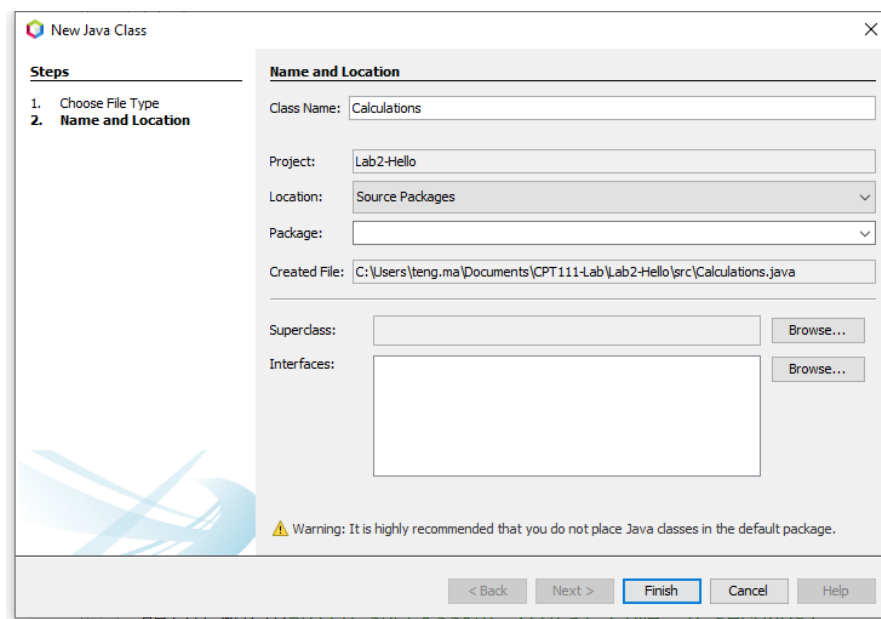 New Java Class
Steps
1. Choose File Type
2. Name and Location
Name and Location
Class Name: Calculations
Project: Lab2-Hello
Location: Source Packages
Package:
Created File: C:\Users\teng.ma\Documents\CPT111-Lab\Lab2-Hello\src\Calculations.java
Superclass: Browse...
Interfaces: Browse...
Warning: It is highly recommended that you do not place Java classes in the default package.
< Back Next > Finish Cancel Help